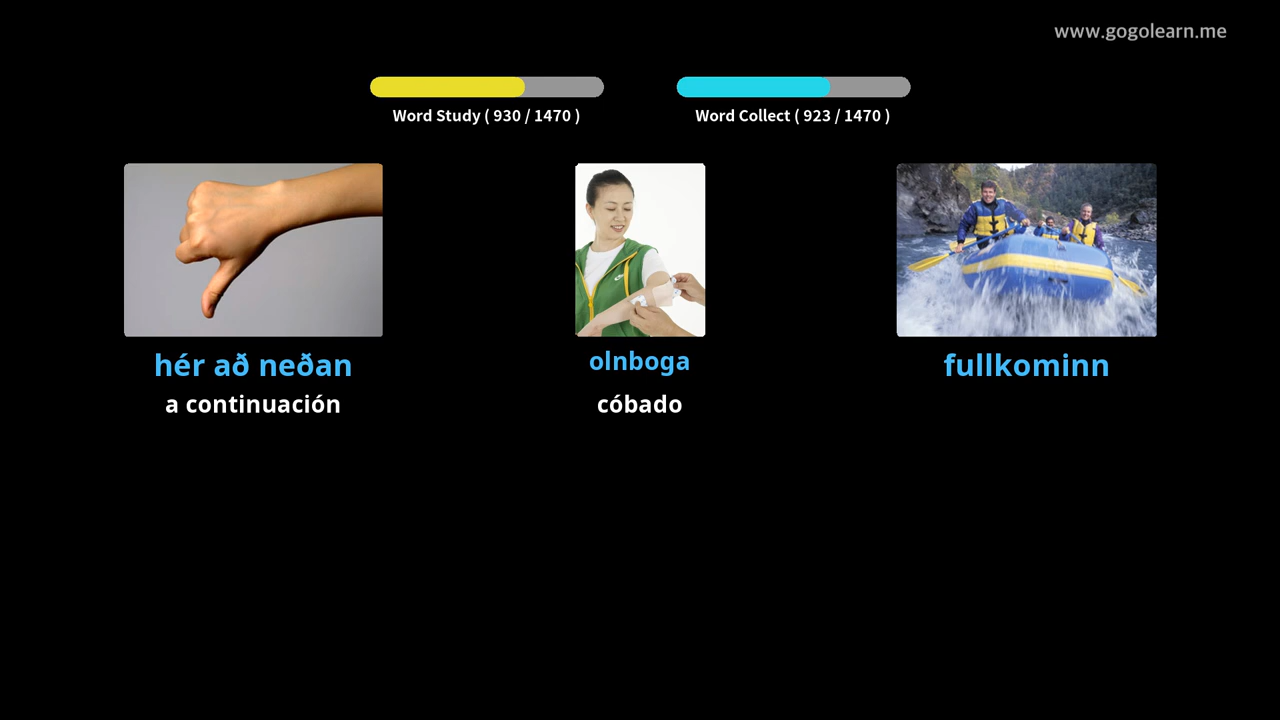 www.gogolearn.me
Word Study ( 930 / 1470 )
Word Collect ( 923 / 1470 )
hér að neðan
olnboga
fullkominn
a continuación
cóbado